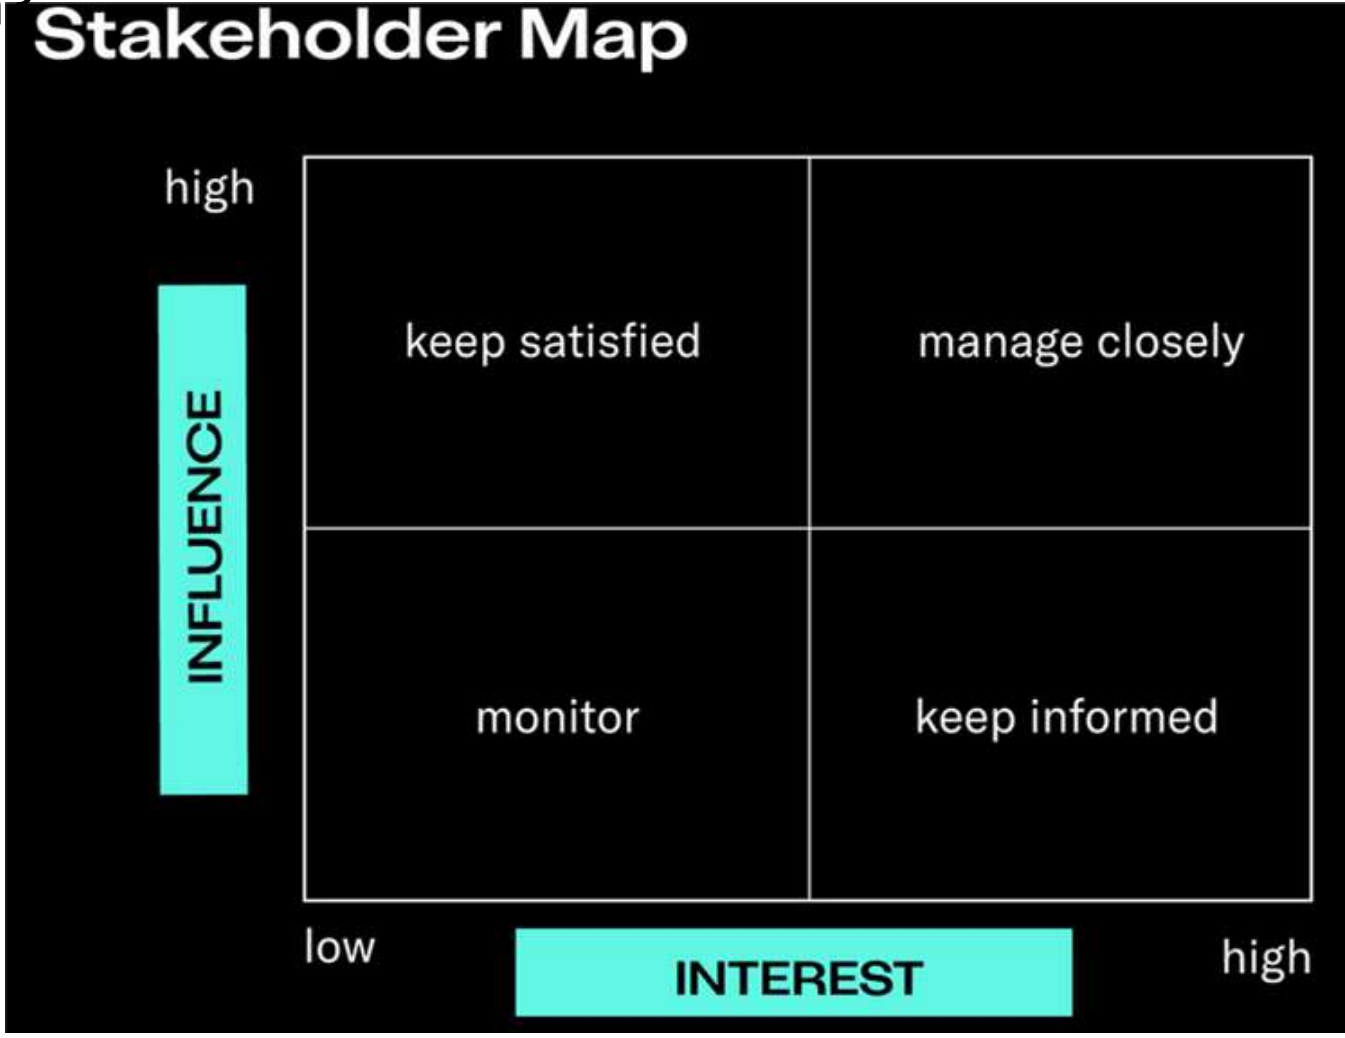 Stakeholder Map
high
keep satisfied
manage closely
INFLUENCE
monitor
keep informed
low
INTEREST
high